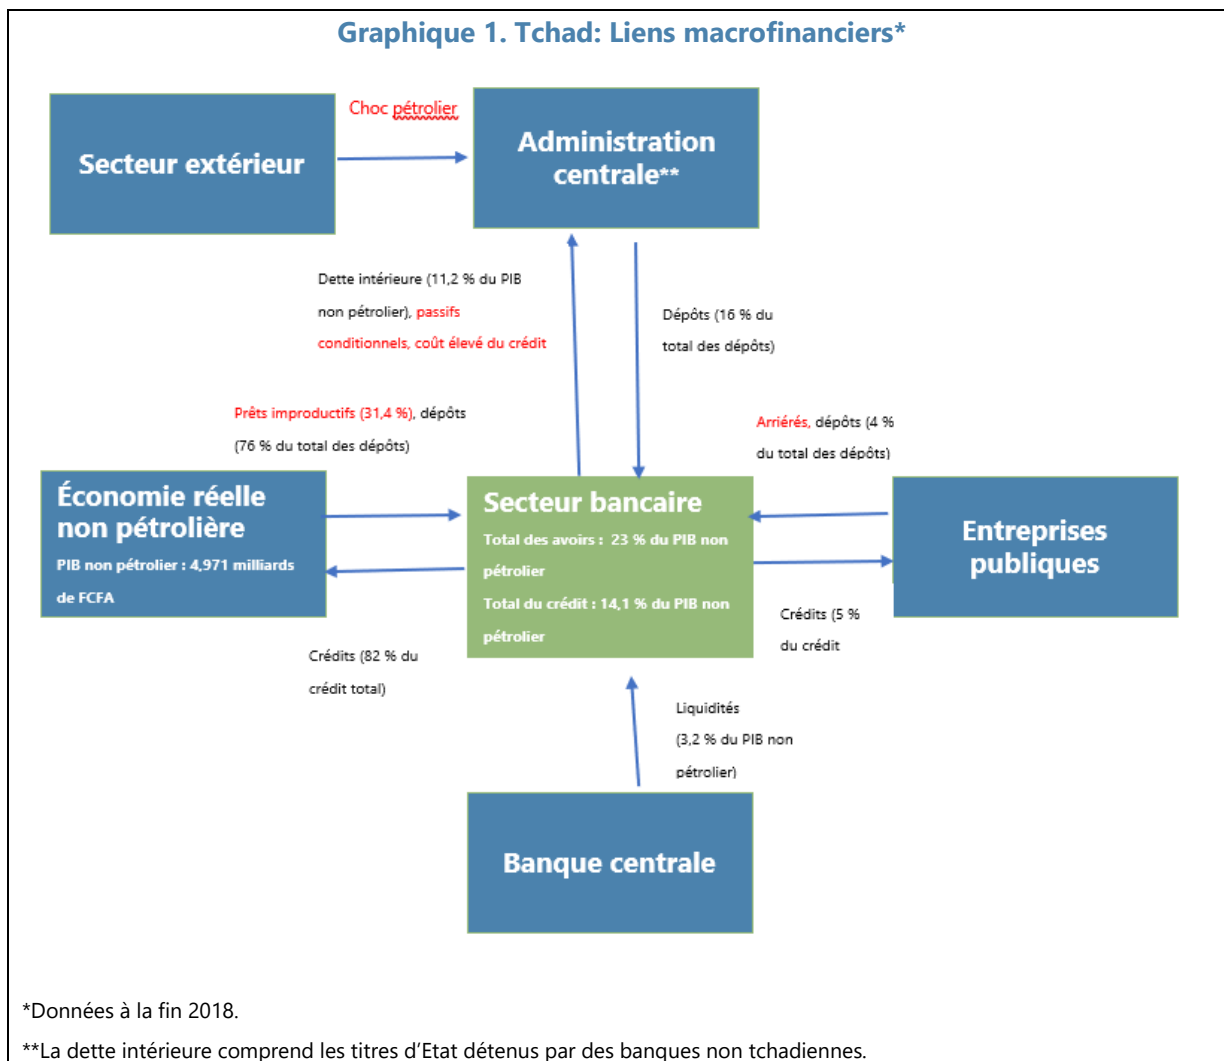 Graphique 1. Tchad: Liens macrofinanciers*
Choc pétrolier
Secteur extérieur
Administration
centrale**
Dette intérieure (11,2 % du PIB
non pétrolier), passifs
conditionnels, coût élevé du crédit
Dépôts (16 % du
total des dépôts)
Prêts improductifs (31,4 %), dépôts
(76 % du total des dépôts)
Arriérés, dépôts (4 %
du total des dépôts)
Économie réelle
non pétrolière
PIB non pétrolier : 4,971 milliards
de FCFA
Secteur bancaire
Total des avoirs : 23 % du PIB non
pétrolier
Total du crédit : 14,1 % du PIB non
pétrolier
Entreprises
publiques
Crédits (82 % du
crédit total)
Crédits (5 %
du crédit
Liquidités
(3,2 % du PIB non
pétrolier)
Banque centrale
*Données à la fin 2018.
**La dette intérieure comprend les titres d’Etat détenus par des banques non tchadiennes.